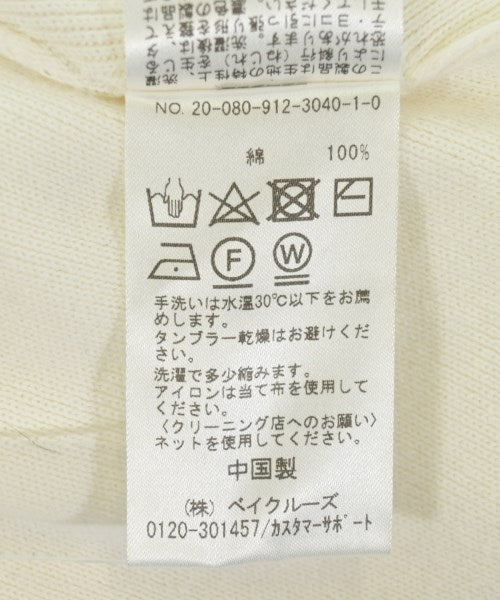 NO. 20-080-912-3040-1-0
綿 100%
F
W
手洗いは水温30℃以下をお薦
めします。
タンブラー乾燥はお避けくだ
さい。
洗濯で多少縮みます。
アイロンは当て布を使用して
ください。
〈クリーニング店へのお願い〉
ネットを使用してください。
中国製
(株) ベイクルーズ
0120-301457/カスタマーサポート